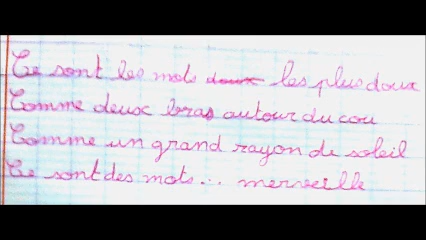 Ce sont les mots doux les plus doux
Comme deux bras autour du cou
Comme un grand rayon de soleil
Ce sont des mots... merveille